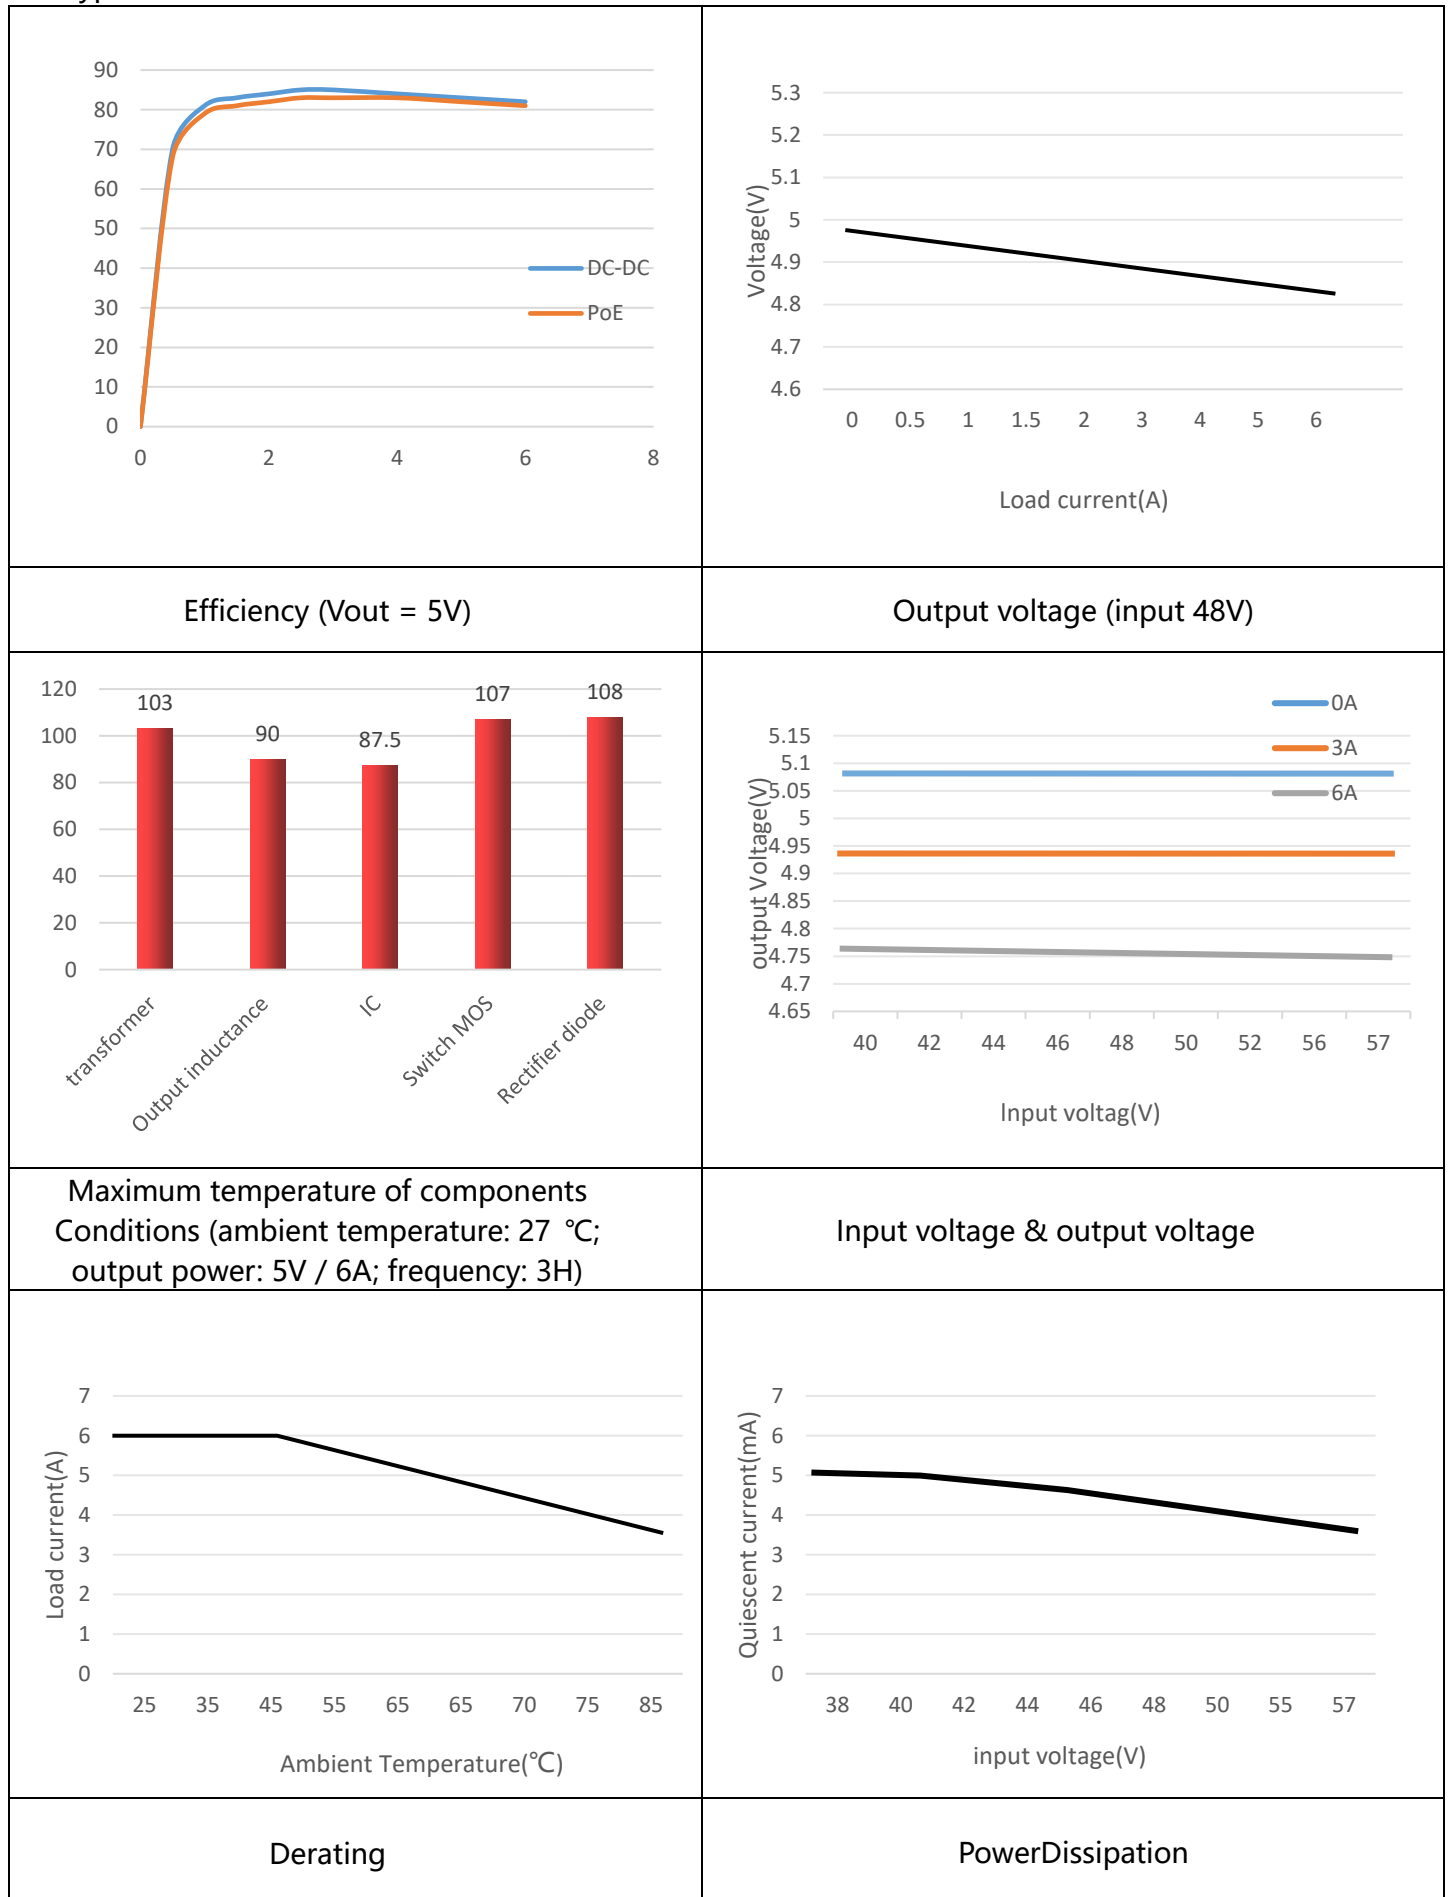 90
80
70
60
50
40
30
20
10
0
0 2 4 6 8
DC-DC
PoE
5.3
5.2
5.1
5
4.9
4.8
4.7
4.6
Voltage(V)
0 0.5 1 1.5 2 3 4 5 6
Load current(A)
Efficiency (Vout = 5V)
Output voltage (input 48V)
120
100
80
60
40
20
0
103
90
87.5
107
108
transformer
Output inductance
IC
Switch MOS
Rectifier diode
0A
3A
6A
5.15
5.1
5.05
5
4.95
4.9
4.85
4.8
4.75
4.7
4.65
output Voltage(V)
40 42 44 46 48 50 52 56 57
lnput voltag(V)
Maximum temperature of components
Conditions (ambient temperature: 27 ℃;
output power: 5V / 6A; frequency: 3H)
Input voltage & output voltage
7
6
5
4
3
2
1
0
Load current(A)
25 35 45 55 65 65 70 75 85
Ambient Temperature(℃)
7
6
5
4
3
2
1
0
Quiescent current(mA)
38 40 42 44 46 48 50 55 57
input voltage(V)
Derating
PowerDissipation